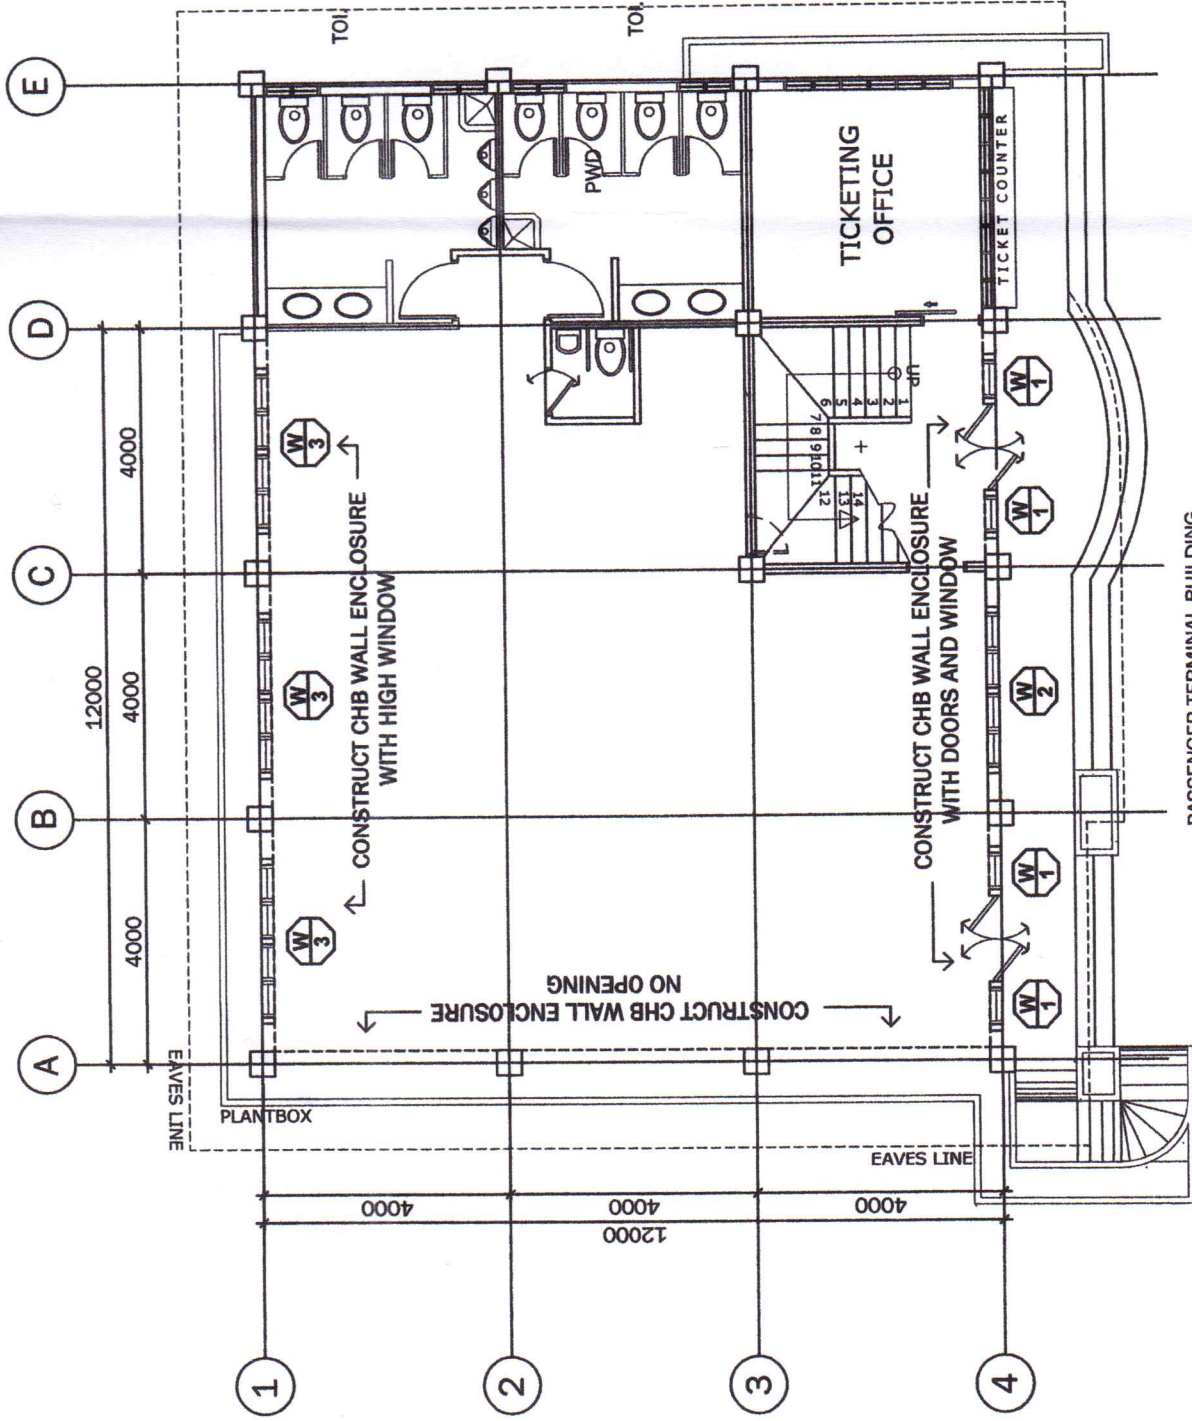 E
D
C
B
A
12000
4000
4000
4000
TOI
TOI
EAVES LINE
PLANTBOX
W
3
W
3
W
3
CONSTRUCT CHB WALL ENCLOSURE
WITH HIGH WINDOW
PWD
TICKETING
OFFICE
TICKET COUNTER
UP
1
2
3
4
5
6
7
8
9
10
11
12
13
14
CONSTRUCT CHB WALL ENCLOSURE
WITH DOORS AND WINDOW
CONSTRUCT CHB WALL ENCLOSURE
NO OPENING
W
1
W
1
W
2
W
1
W
1
EAVES LINE
4000
4000
4000
12000
1
2
3
4
PASSENGER TERMINAL BUILDING